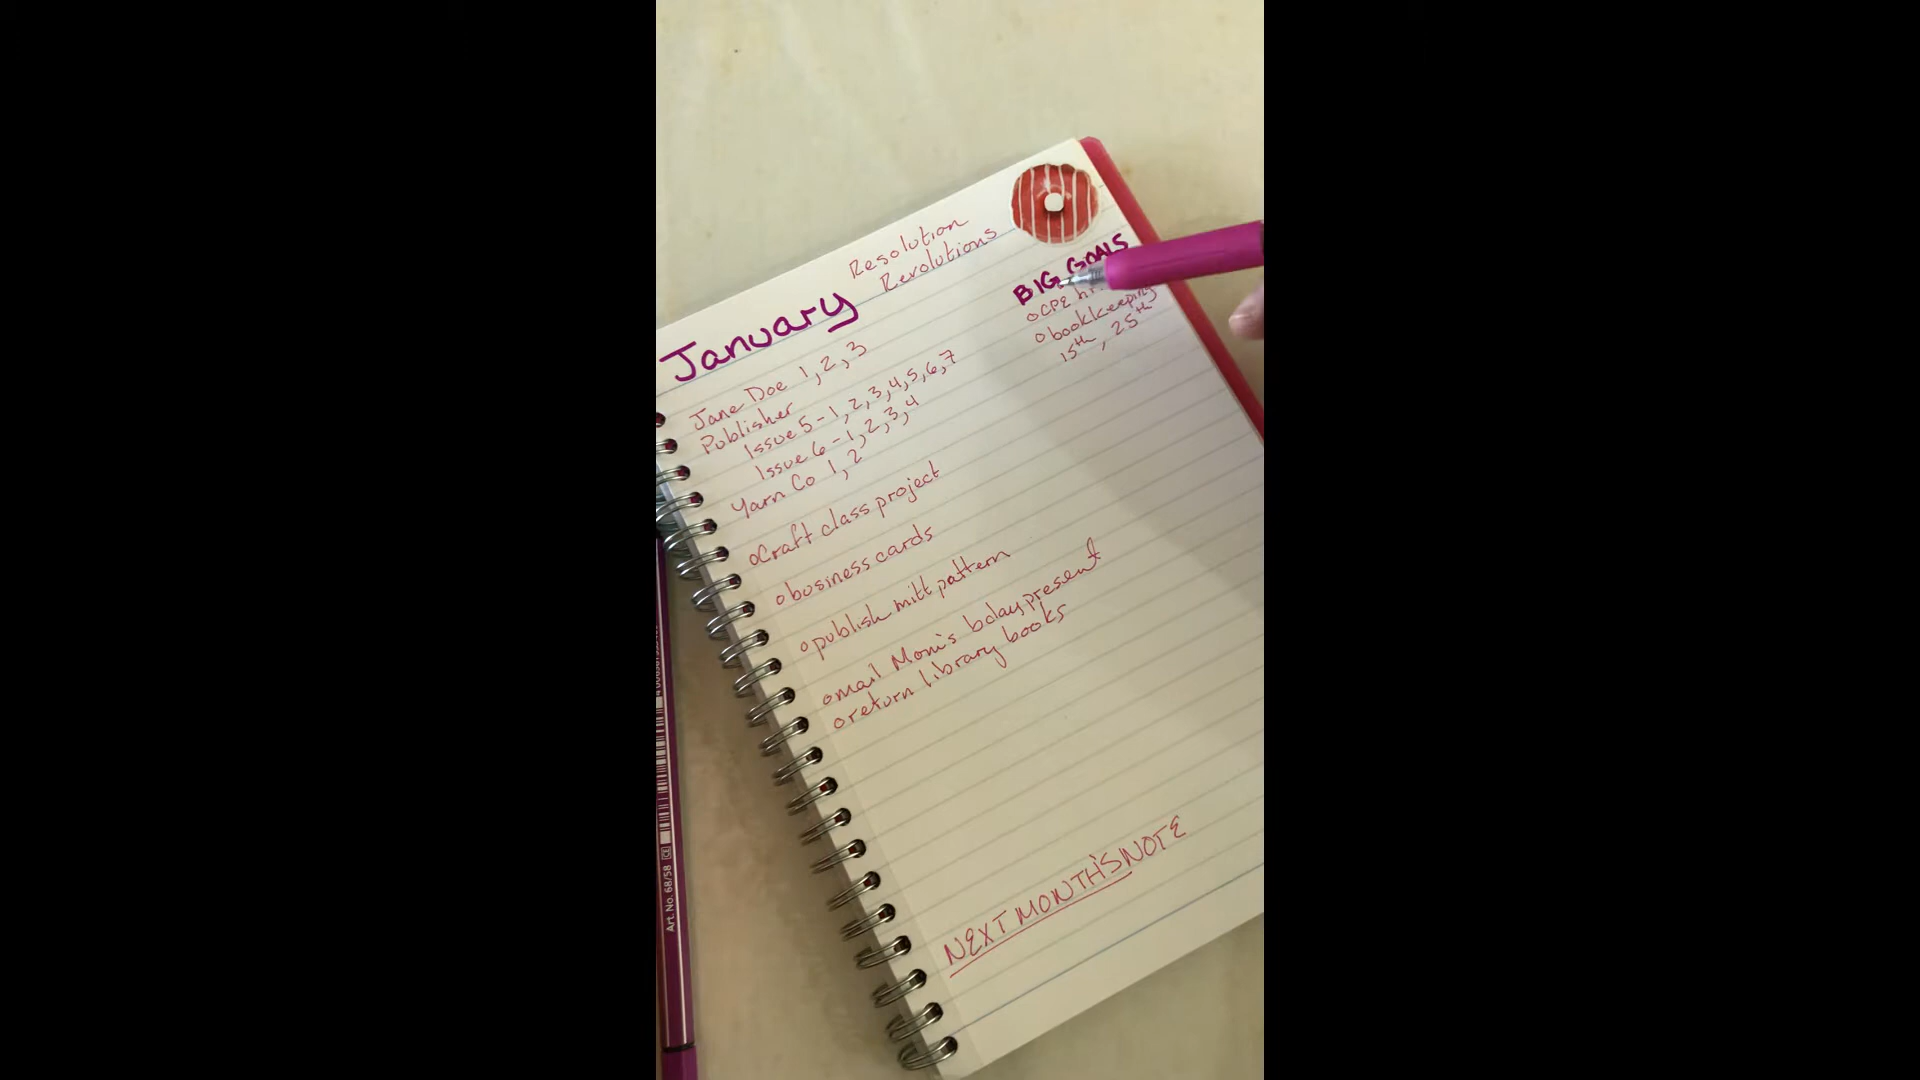 Resolution
Revolutions
January
Jane Doe 1, 2, 3
Publisher
Issue 5 - 1, 2, 3, 4, 5, 6, 7
Issue 6 - 1, 2, 3, 4
Yarn Co 1, 2
Craft class project
business cards
publish mitt pattern
mail Mom's bday present
return library books
BIG GOALS
CPE
bookkeeping
15th, 25th
NEXT MONTH'S NOTE
Art. No. 68/58 CE